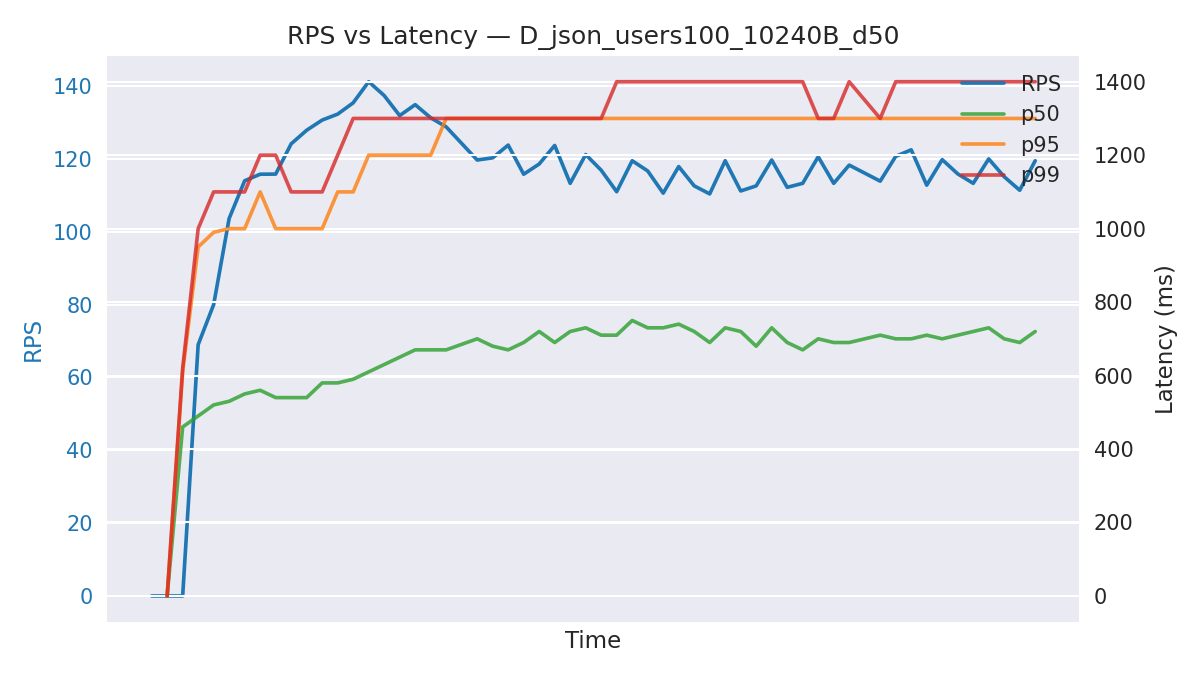 RPS vs Latency — D_json_users100_10240B_d50
RPS
140
120
100
80
60
40
20
0
1400
1200
1000
800
600
400
200
0
Latency (ms)
RPS
p50
p95
p99
Time